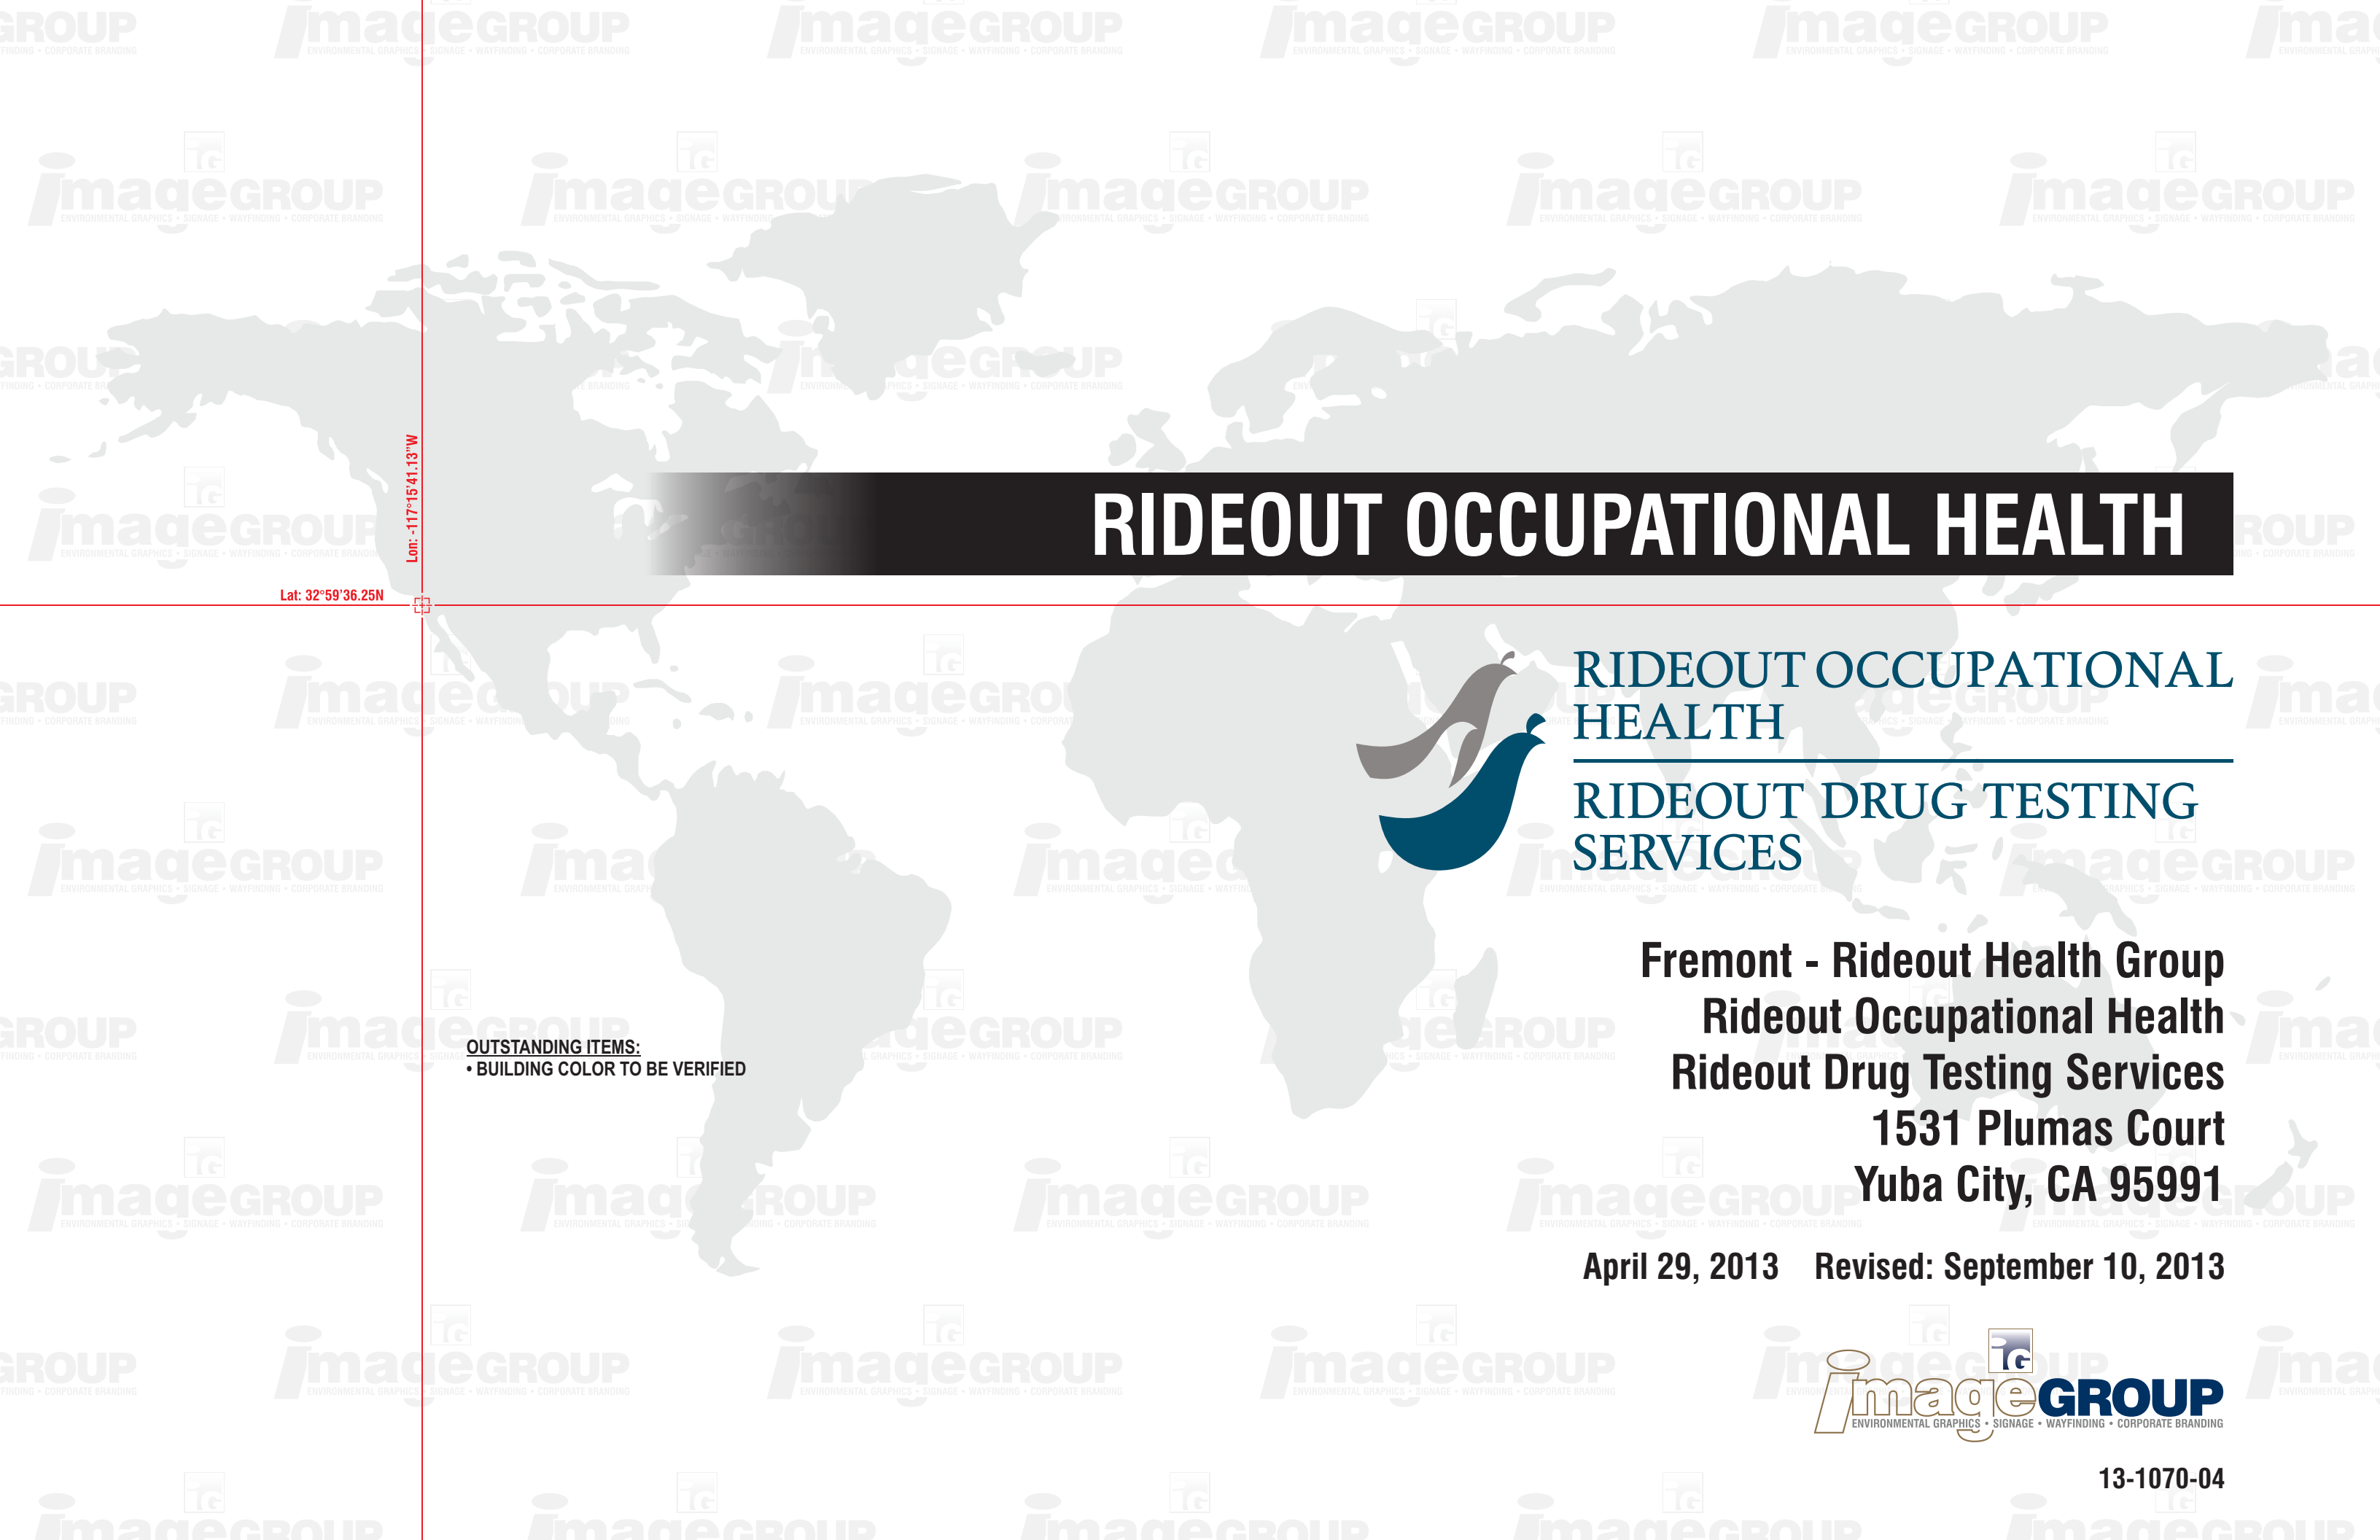 Lon: -117°15'41.13"W
RIDEOUT OCCUPATIONAL HEALTH
Lat: 32°59'36.25N
RIDEOUT OCCUPATIONAL
HEALTH
RIDEOUT DRUG TESTING
SERVICES
Fremont - Rideout Health Group
Rideout Occupational Health
Rideout Drug Testing Services
1531 Plumas Court
Yuba City, CA 95991
OUTSTANDING ITEMS:
• BUILDING COLOR TO BE VERIFIED
April 29, 2013 Revised: September 10, 2013
iG
imageGROUP
ENVIRONMENTAL GRAPHICS • SIGNAGE • WAYFINDING • CORPORATE BRANDING
13-1070-04